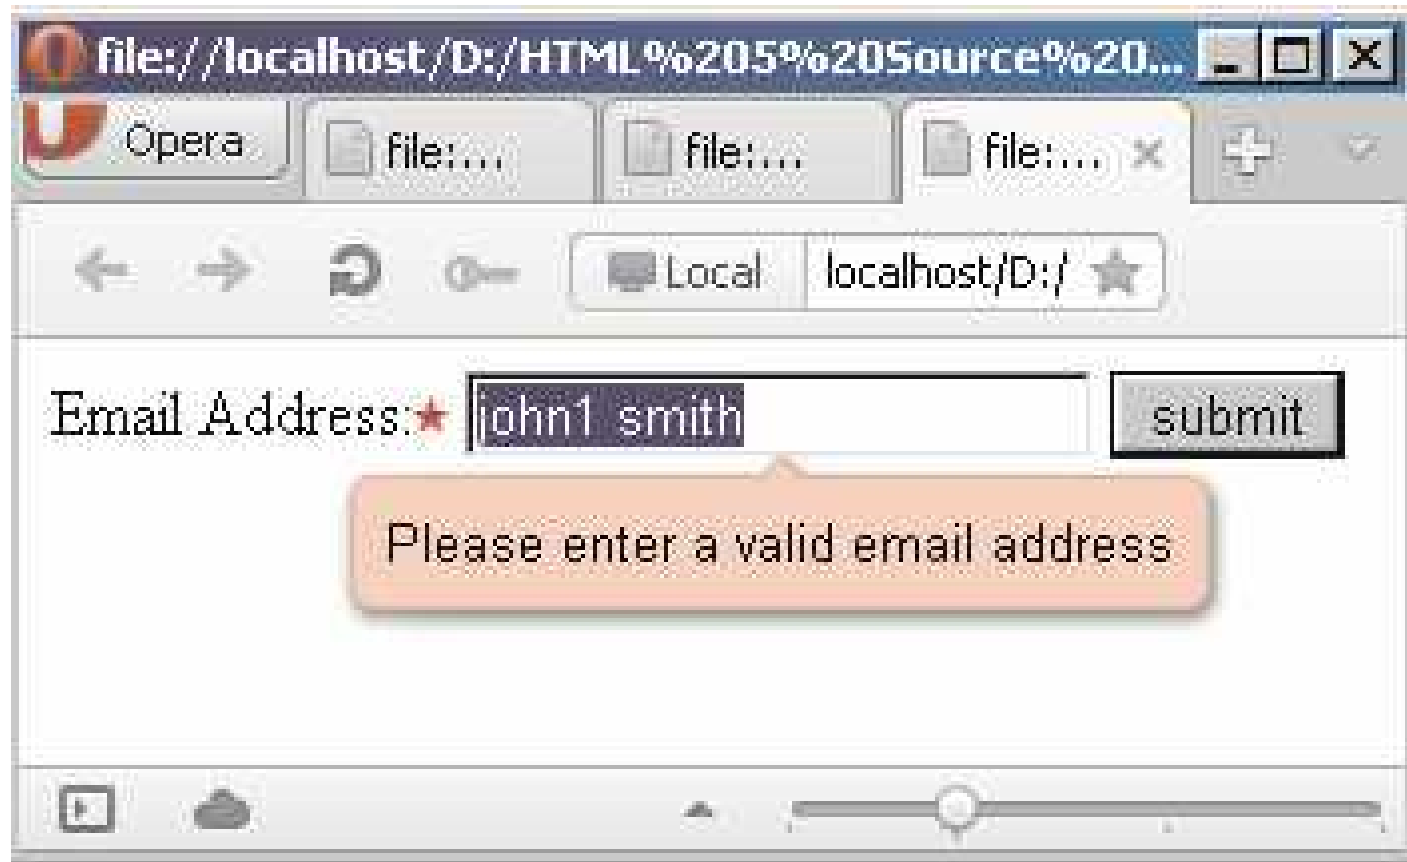 file://localhost/D:/HTML%205%20Source%20...
Opera file:... file:... file:...
Local localhost/D:/
Email Address:★ john1 smith submit
Please enter a valid email address